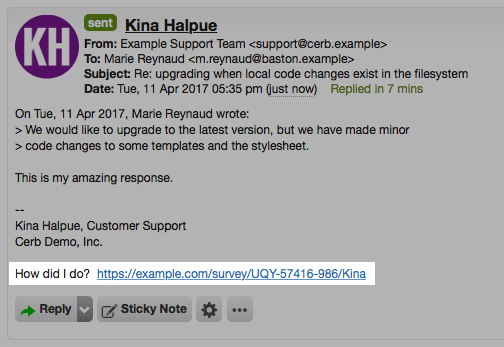 KH
sent Kina Halpue
From: Example Support Team <support@cerb.example>
To: Marie Reynaud <m.reynaud@baston.example>
Subject: Re: upgrading when local code changes exist in the filesystem
Date: Tue, 11 Apr 2017 05:35 pm (just now) Replied in 7 mins
On Tue, 11 Apr 2017, Marie Reynaud wrote:
> We would like to upgrade to the latest version, but we have made minor
> code changes to some templates and the stylesheet.
This is my amazing response.
--
Kina Halpue, Customer Support
Cerb Demo, Inc.
How did I do? https://example.com/survey/UQY-57416-986/Kina
Reply Sticky Note